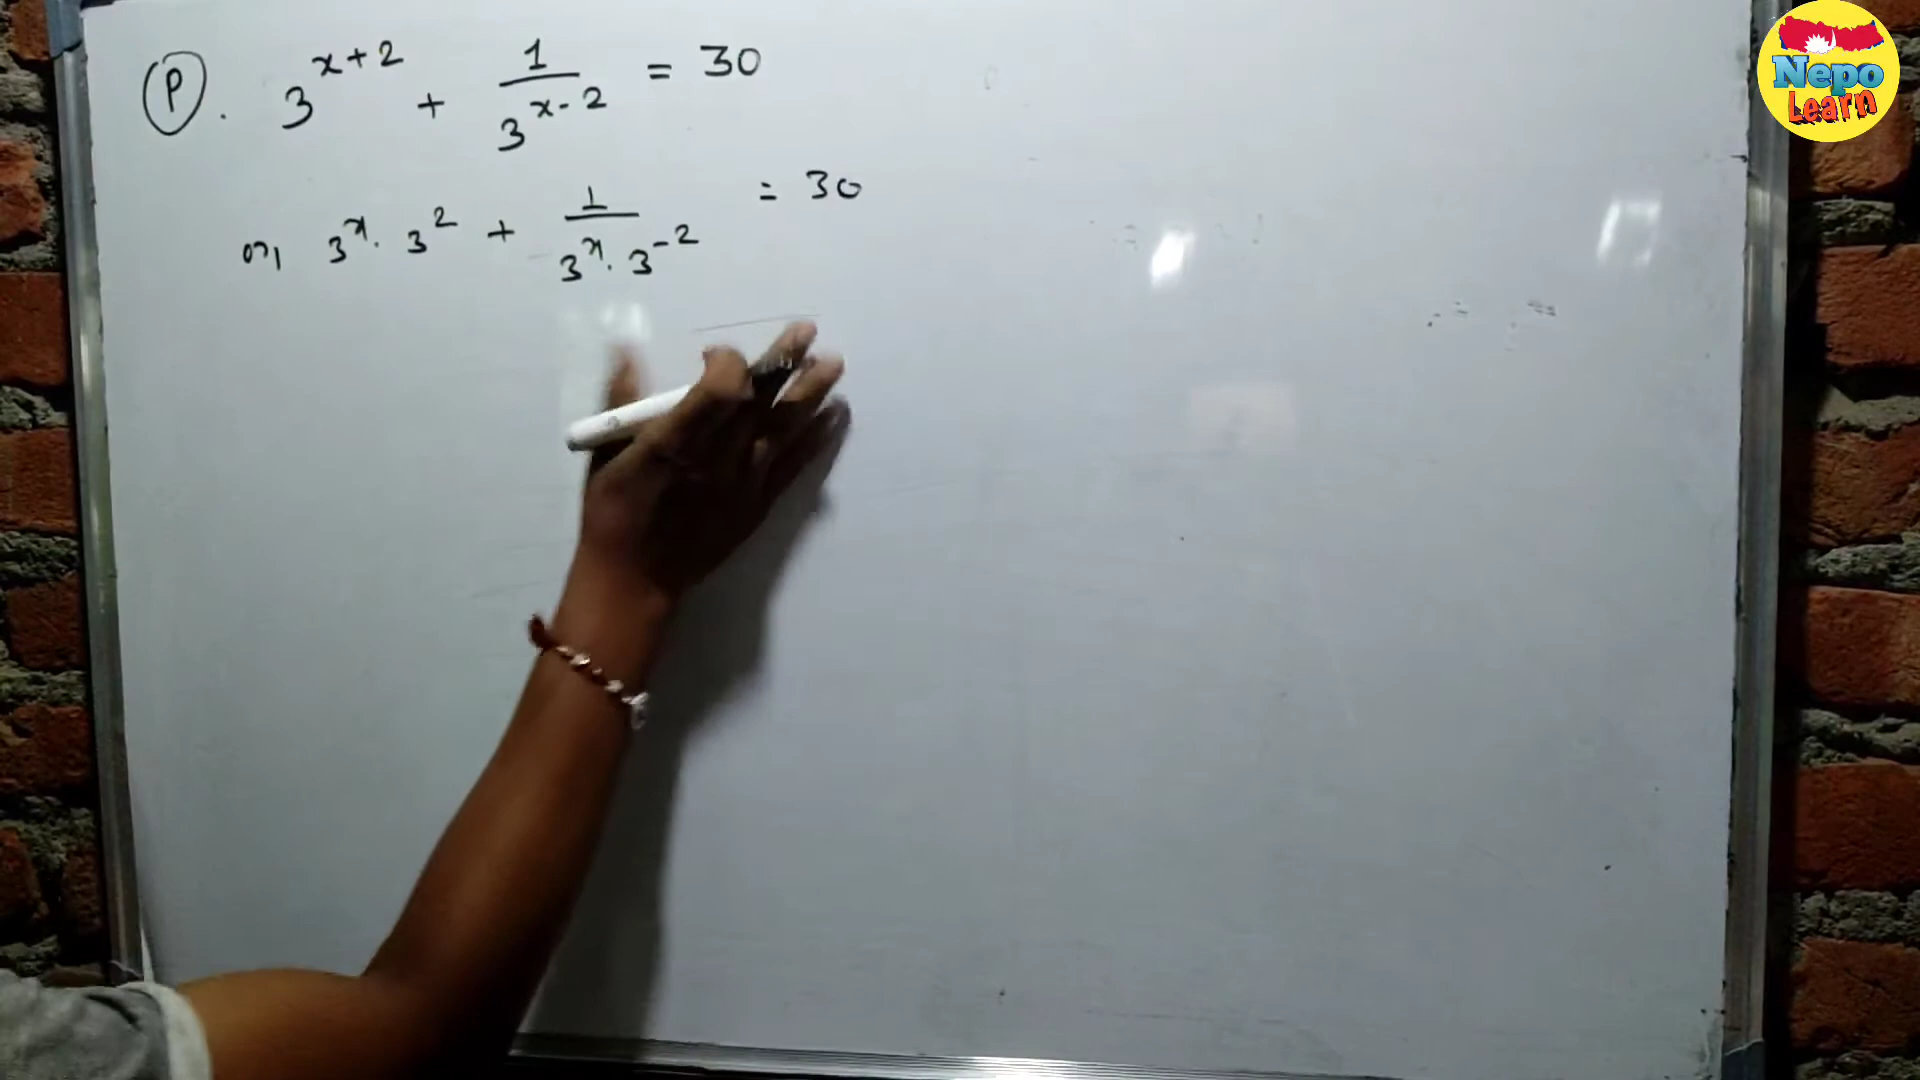 P. 3^{x+2} + 1/3^{x-2} = 30
or, 3^x . 3^2 + 1/3^x . 3^{-2} = 30
Nepo
Learn